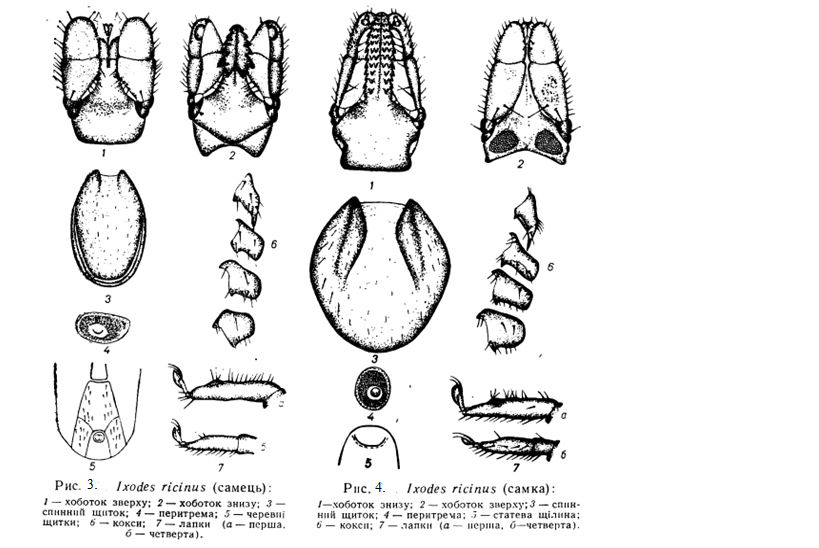 1
2
3
6
4
5
7
а
б
Рис. 3. Ixodes ricinus (самець):
1 — хоботок зверху; 2 — хоботок знизу; 3 —
спинний щиток; 4 — перитрема; 5 — черевні
щитки; 6 — кокси; 7 — лапки (а — перша,
б — четверта).
1
2
3
6
4
5
7
а
б
Рис. 4. Ixodes ricinus (самка):
1—хоботок знизу; 2 — хоботок зверху; 3 — спин-
ний щиток; 4 — перитрема; 5 — статева щілина;
6 — кокси; 7 — лапки (а — перша, б—четверта).